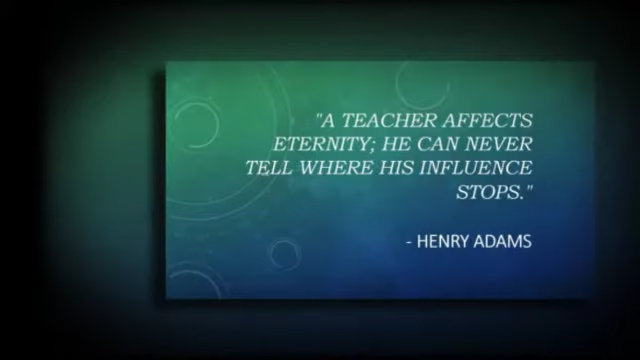 "A TEACHER AFFECTS
ETERNITY; HE CAN NEVER
TELL WHERE HIS INFLUENCE
STOPS."
- HENRY ADAMS